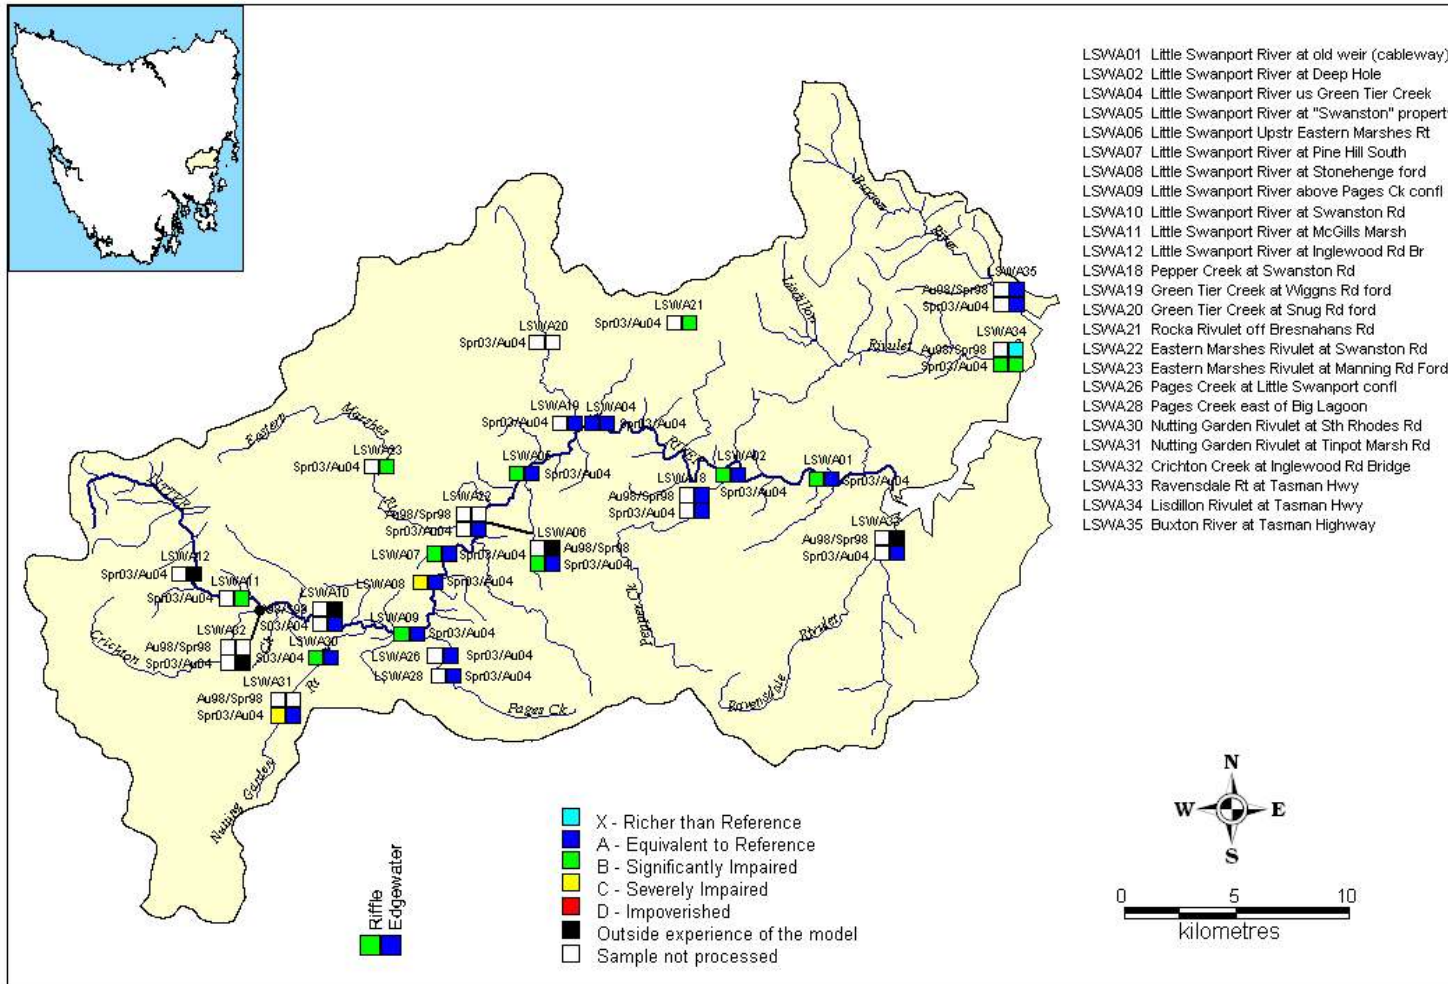 LSWA01 Little Swanport River at old weir (cableway)
LSWA02 Little Swanport River at Deep Hole
LSWA04 Little Swanport River us Green Tier Creek
LSWA05 Little Swanport River at "Swanston" propert
LSWA06 Little Swanport Upstr Eastern Marshes Rt
LSWA07 Little Swanport River at Pine Hill South
LSWA08 Little Swanport River at Stonehenge ford
LSWA09 Little Swanport River above Pages Ck confl
LSWA10 Little Swanport River at Swanston Rd
LSWA11 Little Swanport River at McGills Marsh
LSWA12 Little Swanport River at Inglewood Rd Br
LSWA18 Pepper Creek at Swanston Rd
LSWA19 Green Tier Creek at Wiggns Rd ford
LSWA20 Green Tier Creek at Snug Rd ford
LSWA21 Rocka Rivulet off Bresnahans Rd
LSWA22 Eastern Marshes Rivulet at Swanston Rd
LSWA23 Eastern Marshes Rivulet at Manning Rd Ford
LSWA26 Pages Creek at Little Swanport confl
LSWA28 Pages Creek east of Big Lagoon
LSWA30 Nutting Garden Rivulet at Sth Rhodes Rd
LSWA31 Nutting Garden Rivulet at Tinpot Marsh Rd
LSWA32 Crichton Creek at Inglewood Rd Bridge
LSWA33 Ravensdale Rt at Tasman Hwy
LSWA34 Lisdillon Rivulet at Tasman Hwy
LSWA35 Buxton River at Tasman Highway
Buxton
River
LSWA35
Au98/Spr98
Spr03/Au04
LSWA34
Au98/Spr98
Spr03/Au04
Lisdillon
Rivulet
LSWA21
Spr03/Au04
LSWA20
Spr03/Au04
LSWA19
Spr03/Au04
LSWA04
Spr03/Au04
Eastern
Marshes
LSWA23
Spr03/Au04
LSWA05
Spr03/Au04
LSWA02
Spr03/Au04
LSWA01
Spr03/Au04
LSWA18
Au98/Spr98
Spr03/Au04
LSWA22
Au98/Spr98
Spr03/Au04
LSWA06
Au98/Spr98
Spr03/Au04
LSWA33
Au98/Spr98
Spr03/Au04
LSWA07
Spr03/Au04
LSWA08
Spr03/Au04
LSWA12
Spr03/Au04
LSWA11
Spr03/Au04
LSWA10
S03/A04
LSWA09
Spr03/Au04
LSWA32
Au98/Spr98
Spr03/Au04
Crichton
Ck
LSWA30
S03/A04
LSWA26
Spr03/Au04
LSWA28
Spr03/Au04
LSWA31
Au98/Spr98
Spr03/Au04
Rt
Pages Ck
Pepper Ck
Ravensdale
Rivulet
Garden
Riffle
Edgewater
X - Richer than Reference
A - Equivalent to Reference
B - Significantly Impaired
C - Severely Impaired
D - Impoverished
Outside experience of the model
Sample not processed
N
W E
S
0 5 10
kilometres